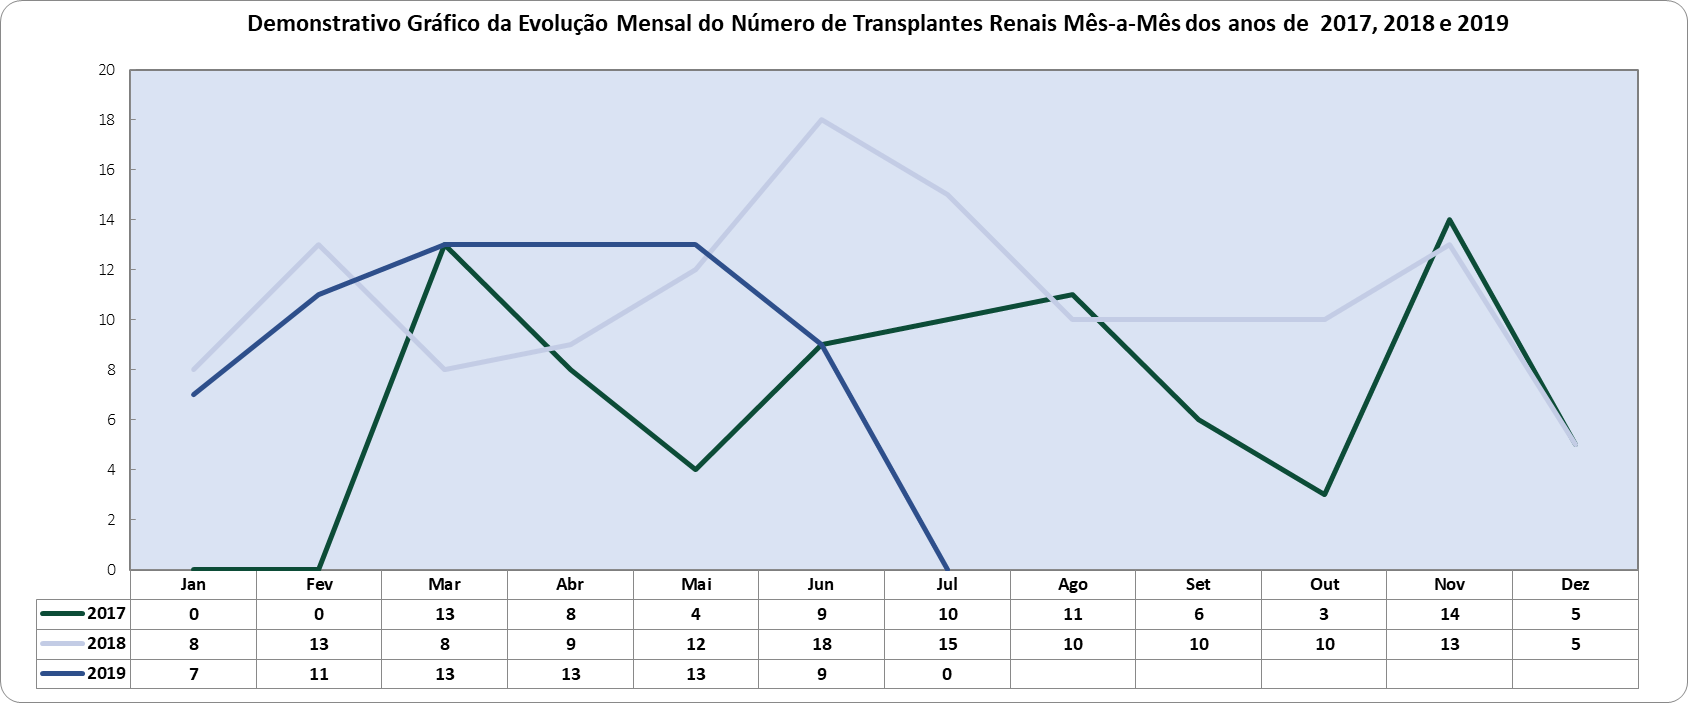 Demonstrativo Gráfico da Evolução Mensal do Número de Transplantes Renais Mês-a-Mês dos anos de 2017, 2018 e 2019
20
18
16
14
12
10
8
6
4
2
0
Jan Fev Mar Abr Mai Jun Jul Ago Set Out Nov Dez
2017 0 0 13 8 4 9 10 11 6 3 14 5
2018 8 13 8 9 12 18 15 10 10 10 13 5
2019 7 11 13 13 13 9 0